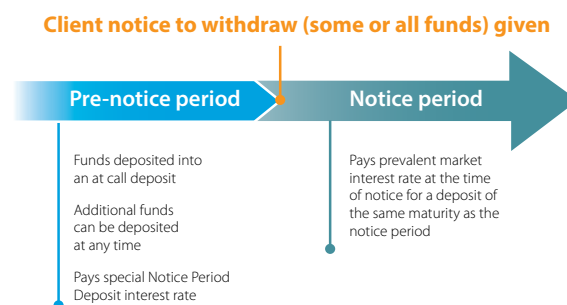 Client notice to withdraw (some or all funds) given
Pre-notice period
Notice period
Funds deposited into
an at call deposit
Additional funds
can be deposited
at any time
Pays special Notice Period
Deposit interest rate
Pays prevalent market
interest rate at the time
of notice for a deposit of
the same maturity as the
notice period